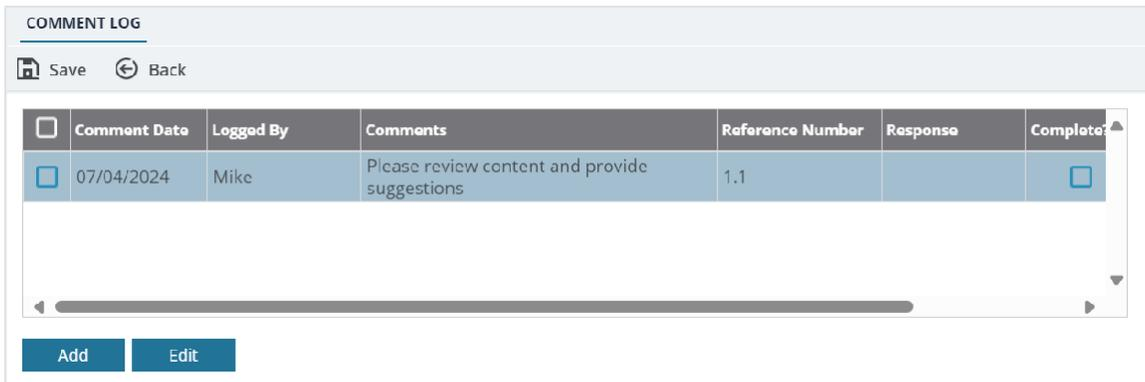 COMMENT LOG
Save Back
Comment Date Logged By Comments Reference Number Response Complete?
07/04/2024 Mike Please review content and provide suggestions 1.1
Add Edit